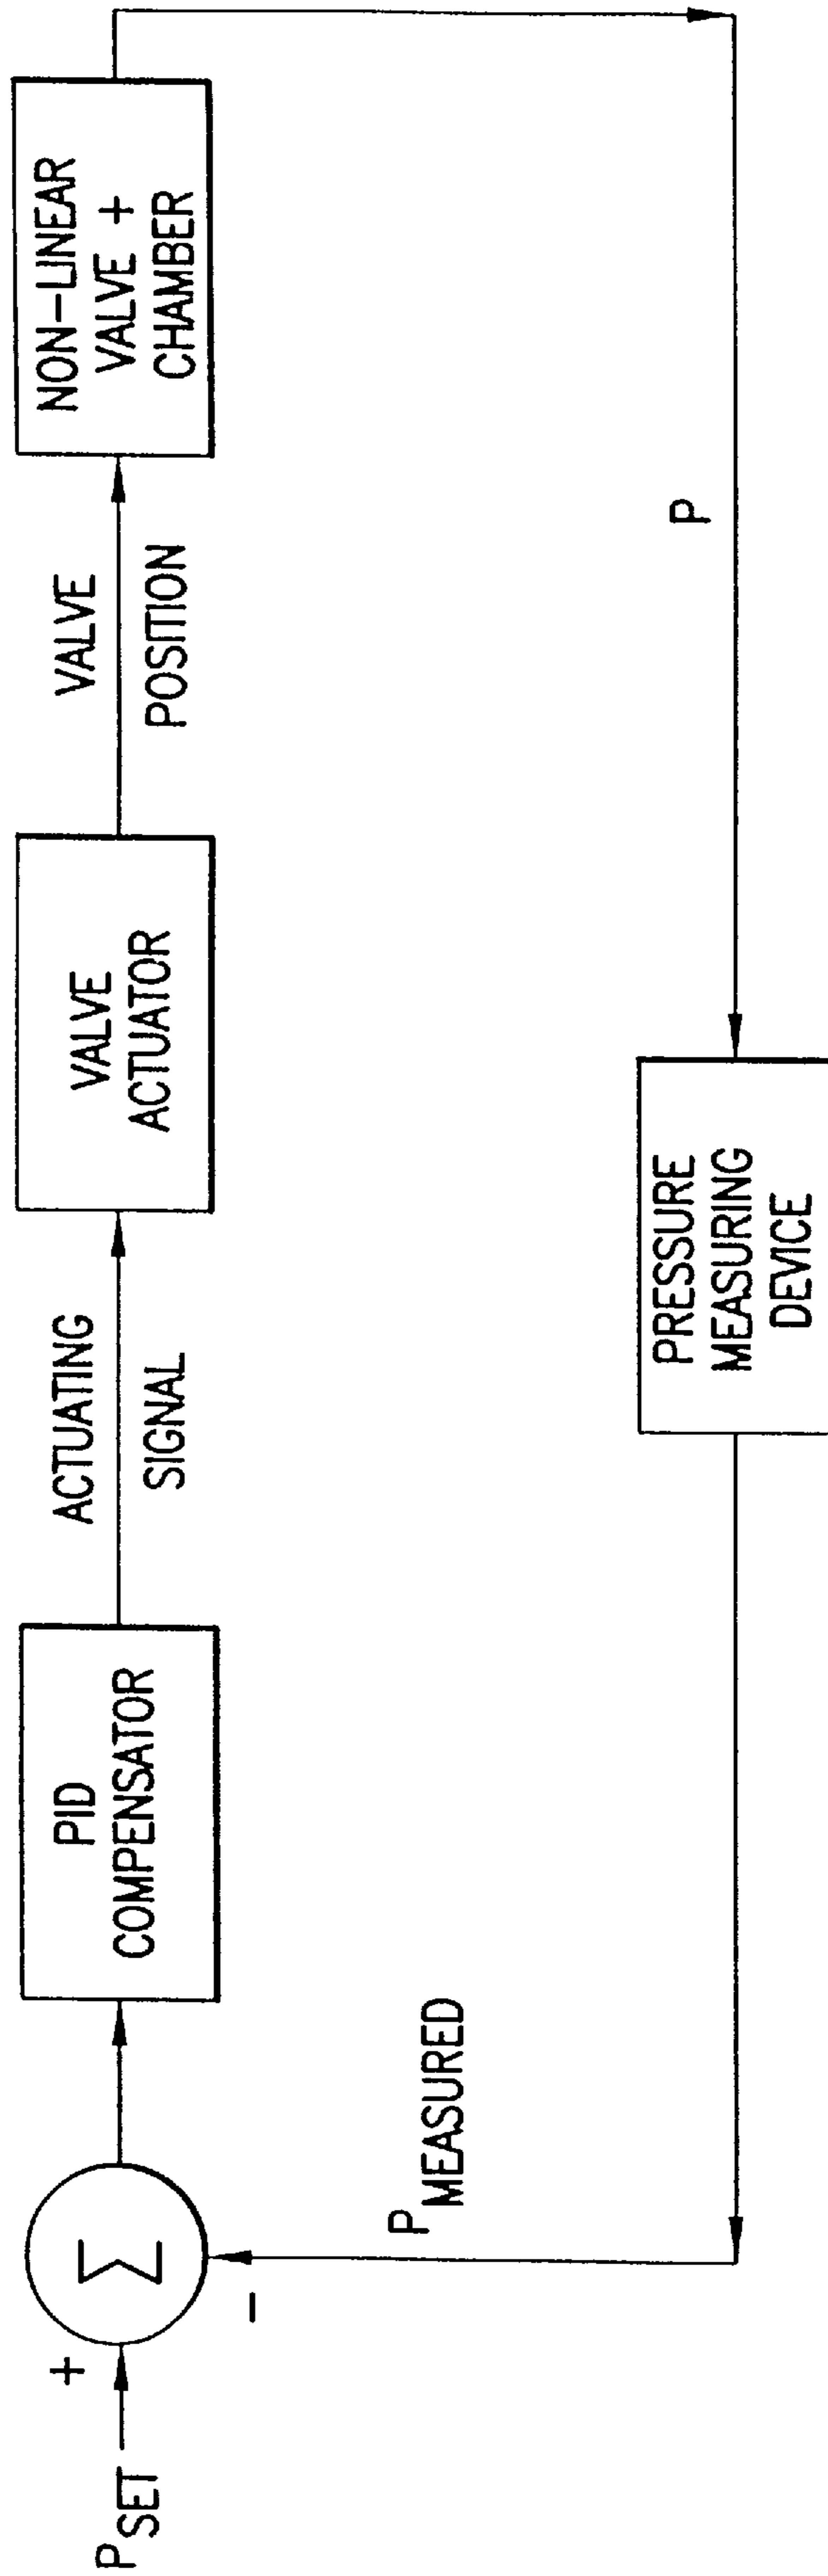 P SET
+
Σ
−
PID
COMPENSATOR
ACTUATING
SIGNAL
VALVE
ACTUATOR
VALVE
POSITION
NON-LINEAR
VALVE +
CHAMBER
P
PRESSURE
MEASURING
DEVICE
P MEASURED